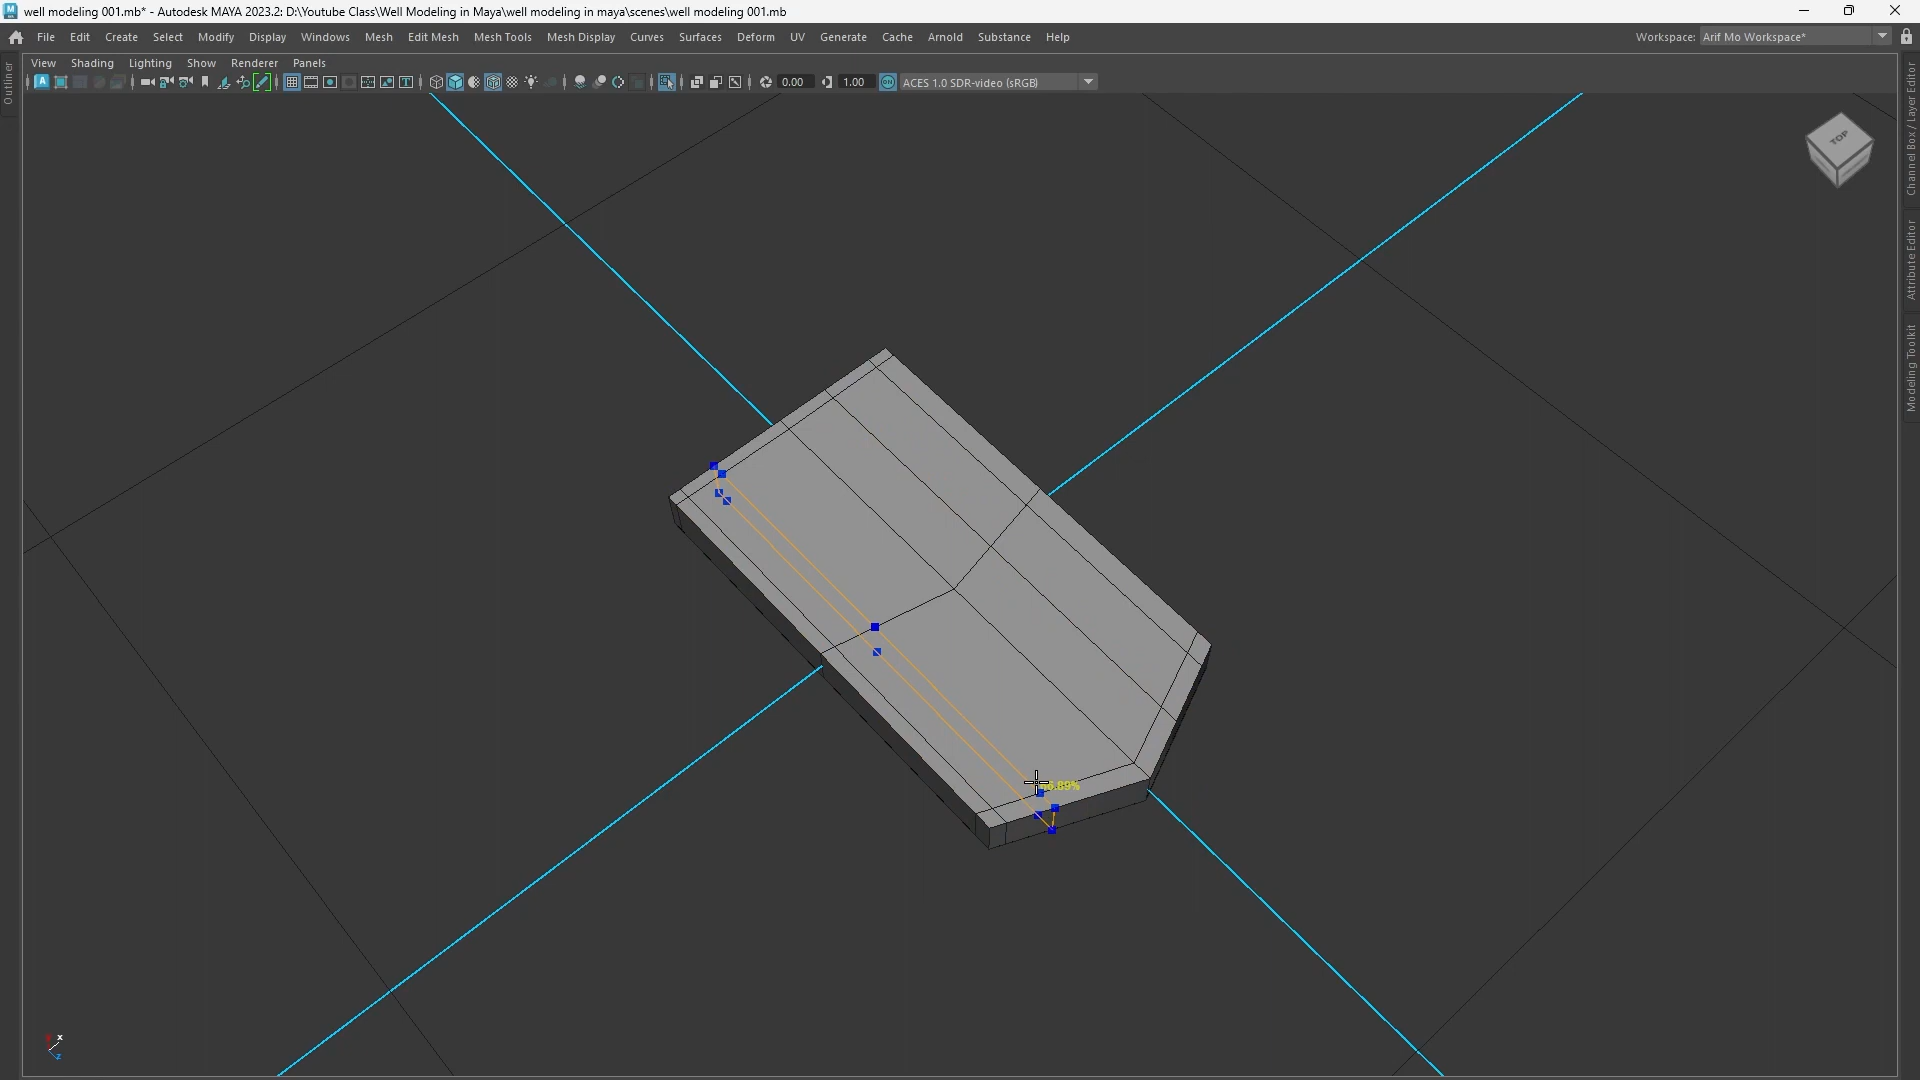 well modeling 001.mb* - Autodesk MAYA 2023.2: D:\Youtube Class\Well Modeling in Maya\well modeling in maya\scenes\well modeling 001.mb
File Edit Create Select Modify Display Windows Mesh Edit Mesh Mesh Tools Mesh Display Curves Surfaces Deform UV Generate Cache Arnold Substance Help
Workspace: Arif Mo Workspace*
View Shading Lighting Show Renderer Panels
0.00 1.00 ON ACES 1.0 SDR-video (sRGB)
Outliner
TOP
Channel Box / Layer Editor
Attribute Editor
Modeling Toolkit
x
z